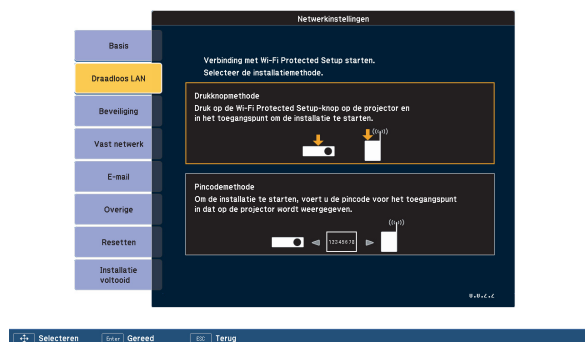 Netwerkinstellingen
Basis
Draadloos LAN
Beveiliging
Vast netwerk
E-mail
Overige
Resetten
Installatie
voltooid
Verbinding met Wi-Fi Protected Setup starten.
Selecteer de installatiemethode.
Drukknopmethode
Druk op de Wi-Fi Protected Setup-knop op de projector en
in het toegangspunt om de installatie te starten.
Pincodemethode
Om de installatie te starten, voert u de pincode voor het toegangspunt
in dat op de projector wordt weergegeven.
12345678
Selecteren
Enter Gereed
ESC Terug